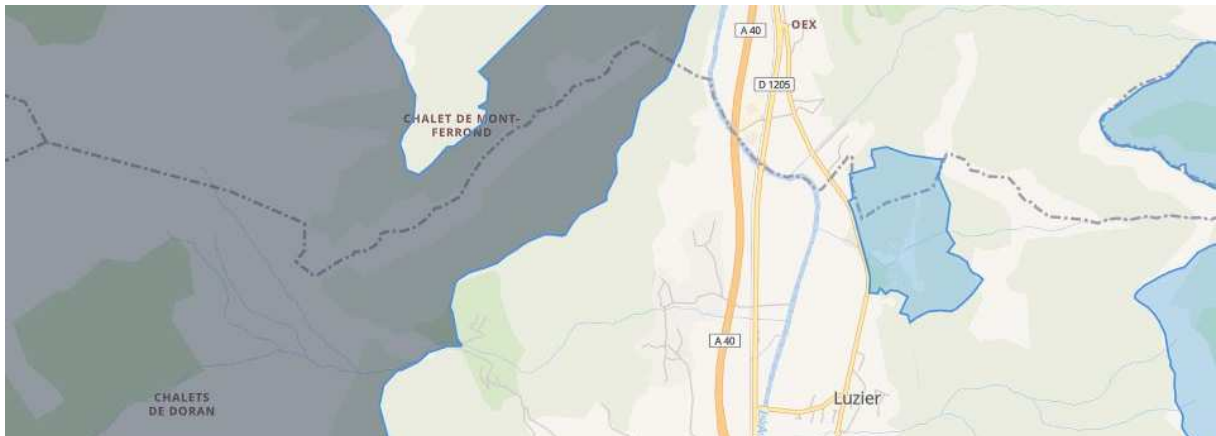 OEX
A 40
D 1205
CHALET DE MONT-
FERROND
A 40
CHALETS
DE DORAN
Luzier